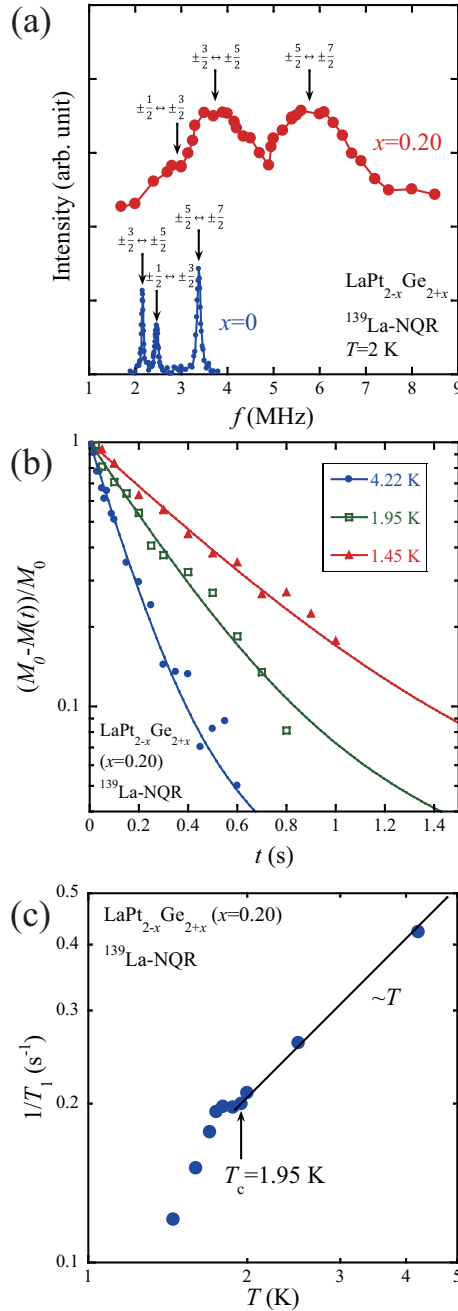 (a)
Intensity (arb. unit)
±3/2 ↔ ±5/2
±5/2 ↔ ±7/2
±1/2 ↔ ±3/2
x=0.20
±5/2 ↔ ±7/2
±3/2 ↔ ±5/2
±1/2 ↔ ±3/2
x=0
LaPt2-xGe2+x
139La-NQR
T=2 K
1 2 3 4 5 6 7 8 9
f (MHz)
(b)
(M0-M(t))/M0
1
0.1
4.22 K
1.95 K
1.45 K
LaPt2-xGe2+x
(x=0.20)
139La-NQR
0 0.2 0.4 0.6 0.8 1 1.2 1.4
t (s)
(c)
1/T1 (s-1)
0.5
0.4
0.3
0.2
0.1
LaPt2-xGe2+x (x=0.20)
139La-NQR
~T
Tc=1.95 K
1 2 3 4 5
T (K)